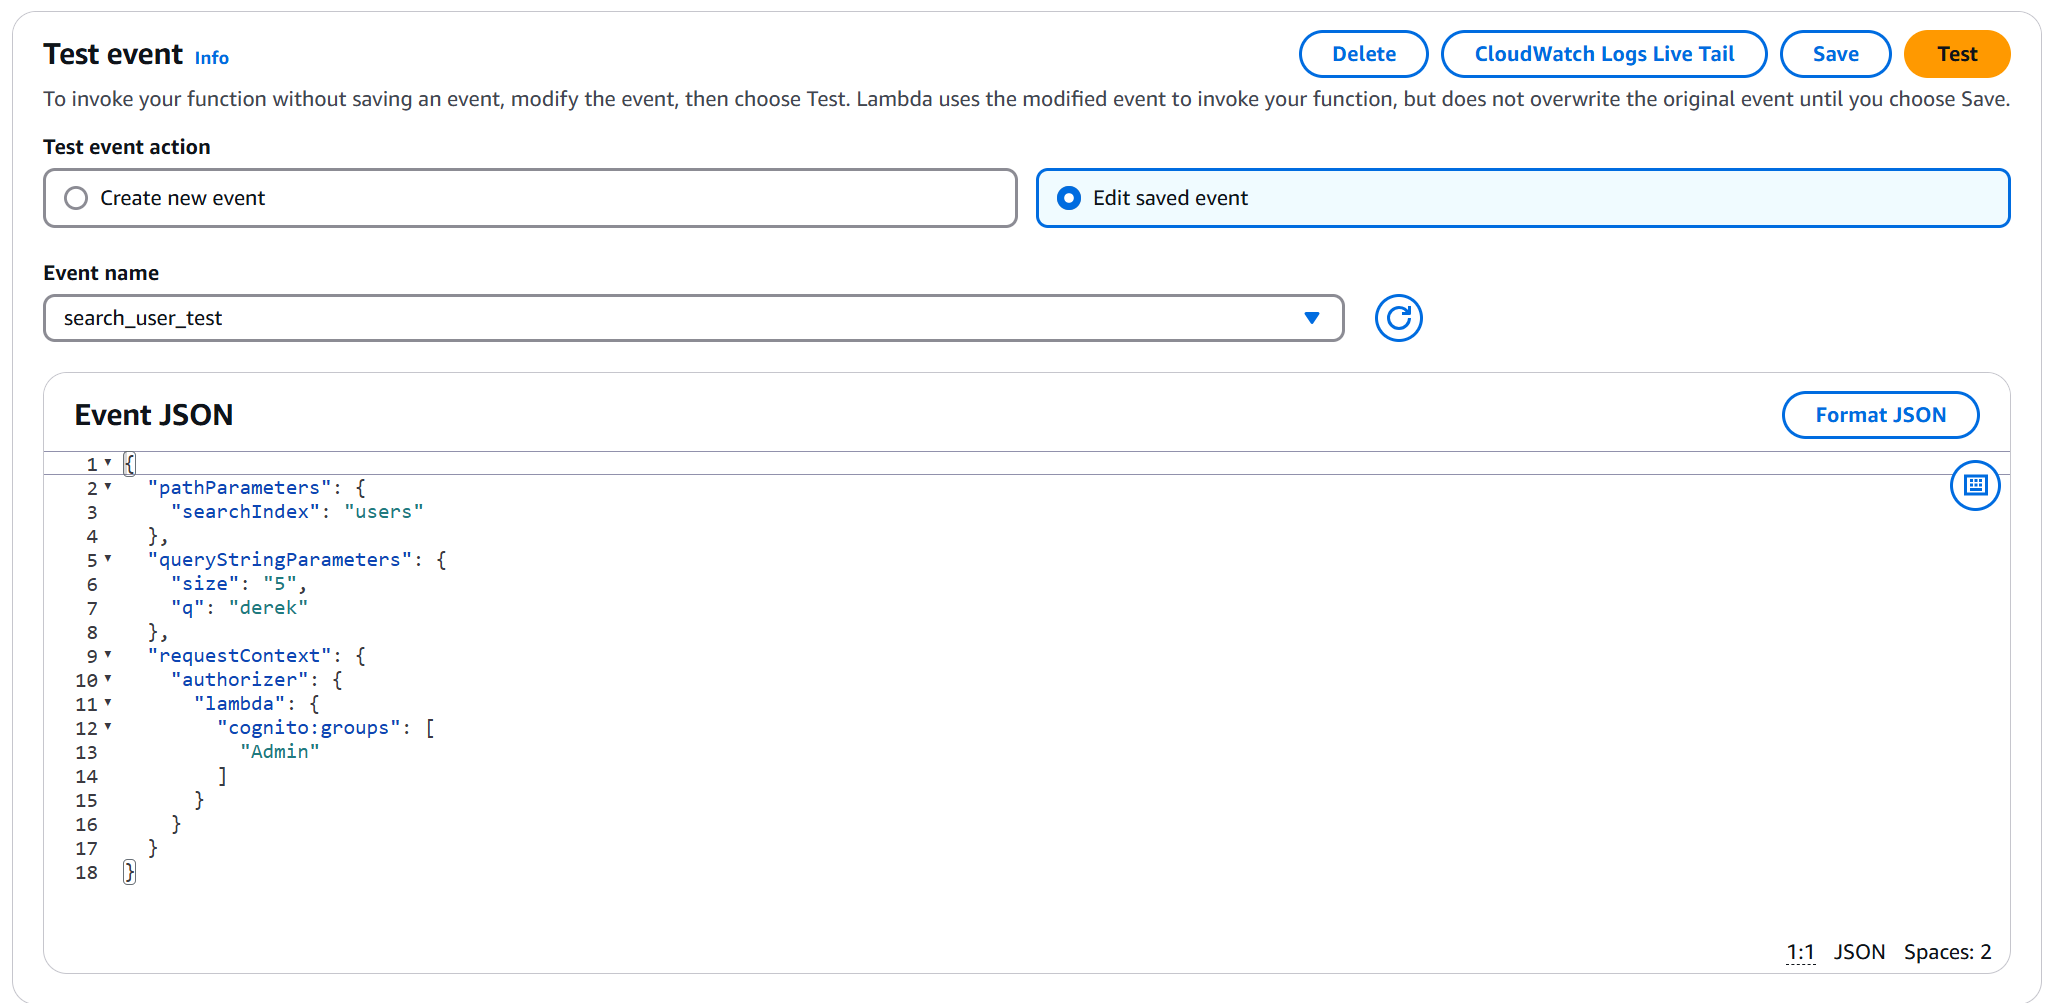 Test event Info Delete CloudWatch Logs Live Tail Save Test
To invoke your function without saving an event, modify the event, then choose Test. Lambda uses the modified event to invoke your function, but does not overwrite the original event until you choose Save.
Test event action
Create new event Edit saved event
Event name
search_user_test
Event JSON Format JSON
1 {
2   "pathParameters": {
3     "searchIndex": "users"
4   },
5   "queryStringParameters": {
6     "size": "5",
7     "q": "derek"
8   },
9   "requestContext": {
10     "authorizer": {
11       "lambda": {
12         "cognito:groups": [
13           "Admin"
14         ]
15       }
16     }
17   }
18 }
1:1 JSON Spaces: 2